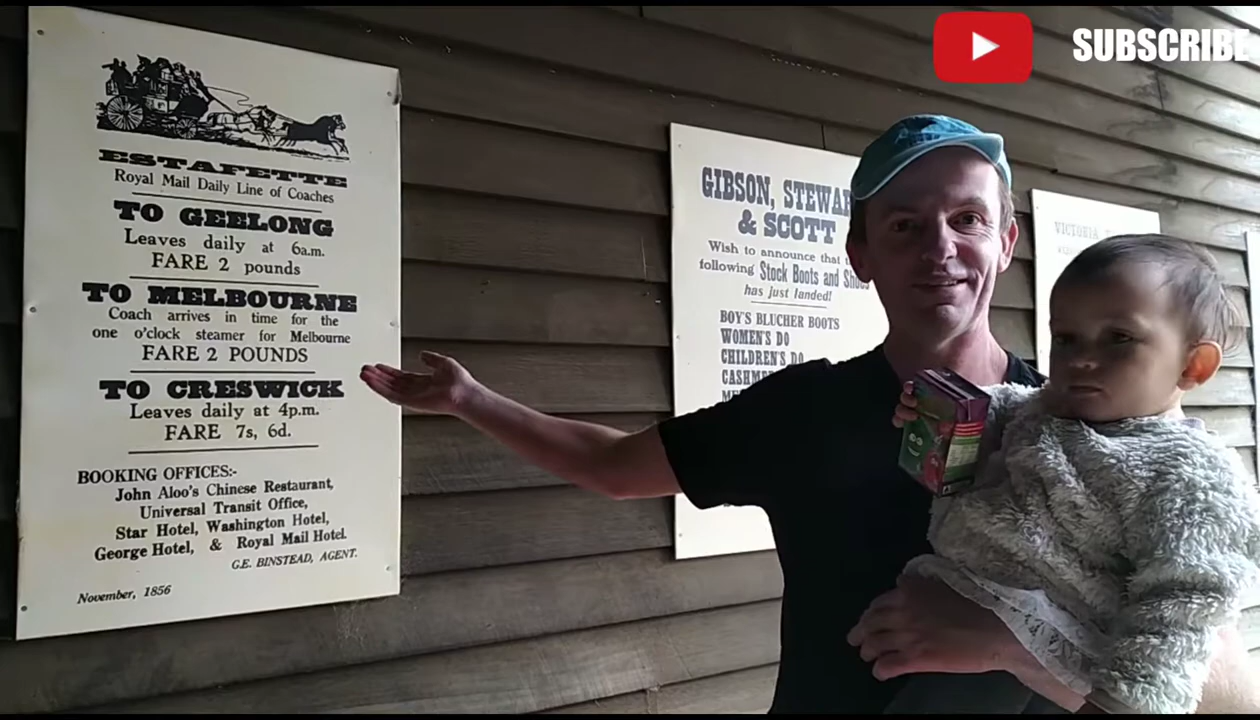 SUBSCRIBE
ESTAFETTE
Royal Mail Daily Line of Coaches
TO GEELONG
Leaves daily at 6a.m.
FARE 2 pounds
TO MELBOURNE
Coach arrives in time for the
one o'clock steamer for Melbourne
FARE 2 POUNDS
TO CRESWICK
Leaves daily at 4p.m.
FARE 7s, 6d.
BOOKING OFFICES:-
John Aloo's Chinese Restaurant,
Universal Transit Office,
Star Hotel, Washington Hotel,
George Hotel, & Royal Mail Hotel.
G.E. BINSTEAD, AGENT.
November, 1856
GIBSON, STEWAR
& SCOTT
Wish to announce that
following Stock Boots and Shoes
has just landed!
BOY'S BLUCHER BOOTS
WOMEN'S DO
CHILDREN'S DO
CASHME
VICTORIA